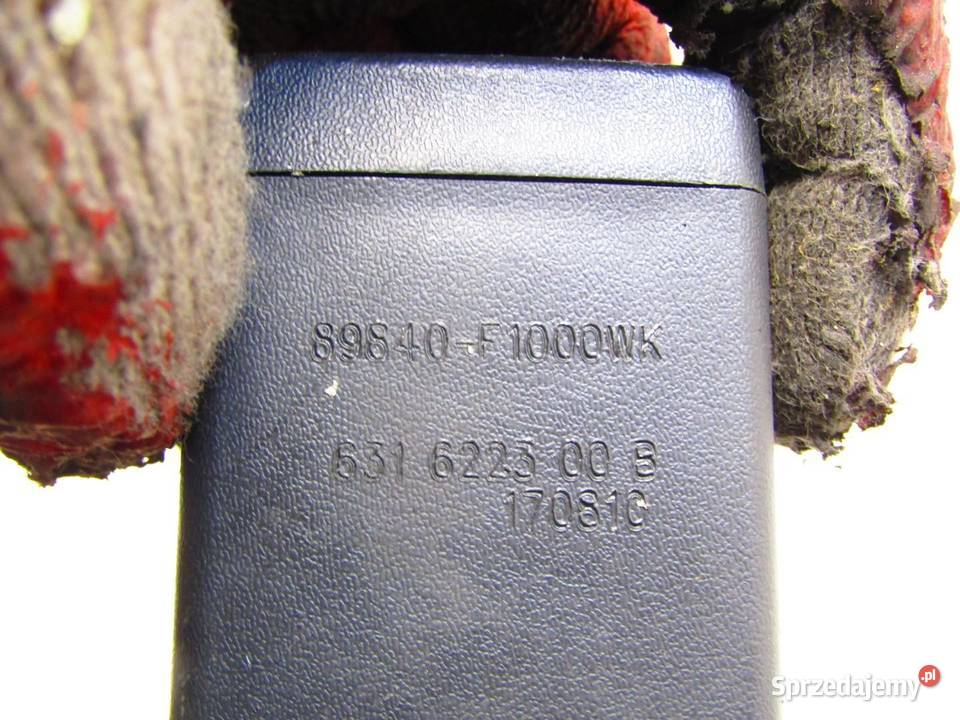 89840-F1000WK
631 6223 00 B
170810
Sprzedajemy.pl